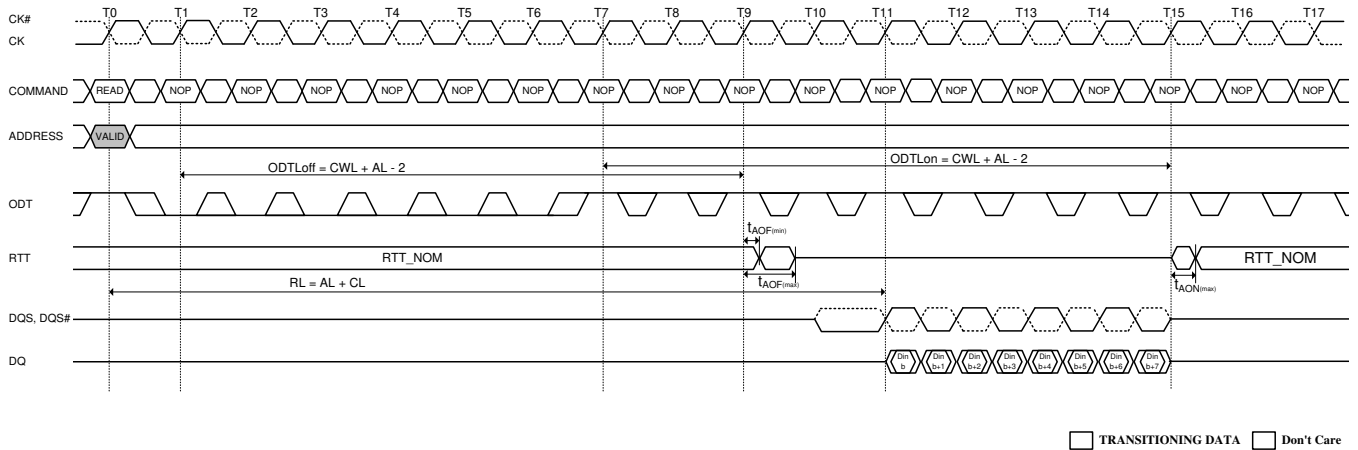 T0 T1 T2 T3 T4 T5 T6 T7 T8 T9 T10 T11 T12 T13 T14 T15 T16 T17
CK#
CK
COMMAND READ NOP NOP NOP NOP NOP NOP NOP NOP NOP NOP NOP NOP NOP NOP NOP NOP NOP
ADDRESS VALID
ODTLoff = CWL + AL - 2
ODTLon = CWL + AL - 2
ODT
tAOF(min)
RTT RTT_NOM RTT_NOM
tAOF(max)
tAON(max)
RL = AL + CL
DQS, DQS#
DQ Din b Din b+1 Din b+2 Din b+3 Din b+4 Din b+5 Din b+6 Din b+7
TRANSITIONING DATA Don't Care